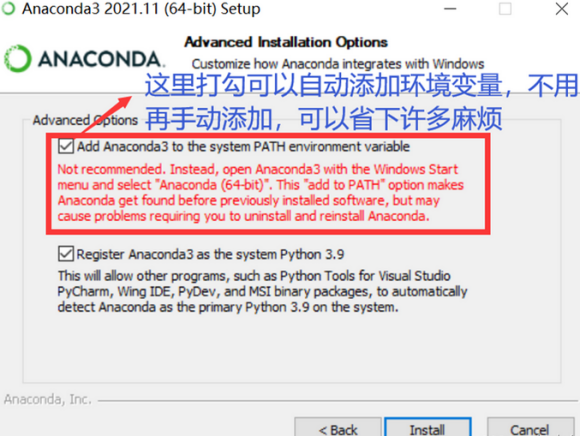 Anaconda3 2021.11 (64-bit) Setup
ANACONDA.
Advanced Installation Options
Customize how Anaconda integrates with Windows
这里打勾可以自动添加环境变量，不用
再手动添加，可以省下许多麻烦
Advanced Options
Add Anaconda3 to the system PATH environment variable
Not recommended. Instead, open Anaconda3 with the Windows Start
menu and select "Anaconda (64-bit)". This "add to PATH" option makes
Anaconda get found before previously installed software, but may
cause problems requiring you to uninstall and reinstall Anaconda.
Register Anaconda3 as the system Python 3.9
This will allow other programs, such as Python Tools for Visual Studio
PyCharm, Wing IDE, PyDev, and MSI binary packages, to automatically
detect Anaconda as the primary Python 3.9 on the system.
Anaconda, Inc.
< Back
Install
Cancel